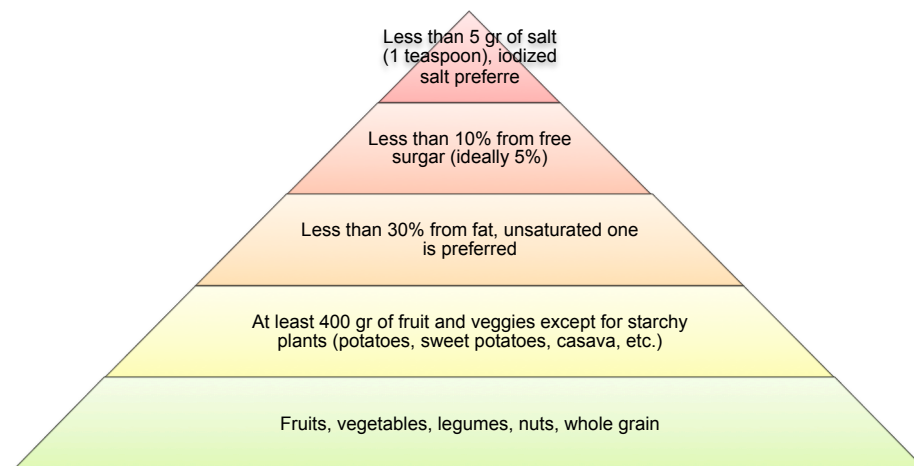 Less than 5 gr of salt
(1 teaspoon), iodized
salt preferre
Less than 10% from free
surgar (ideally 5%)
Less than 30% from fat, unsaturated one
is preferred
At least 400 gr of fruit and veggies except for starchy
plants (potatoes, sweet potatoes, casava, etc.)
Fruits, vegetables, legumes, nuts, whole grain